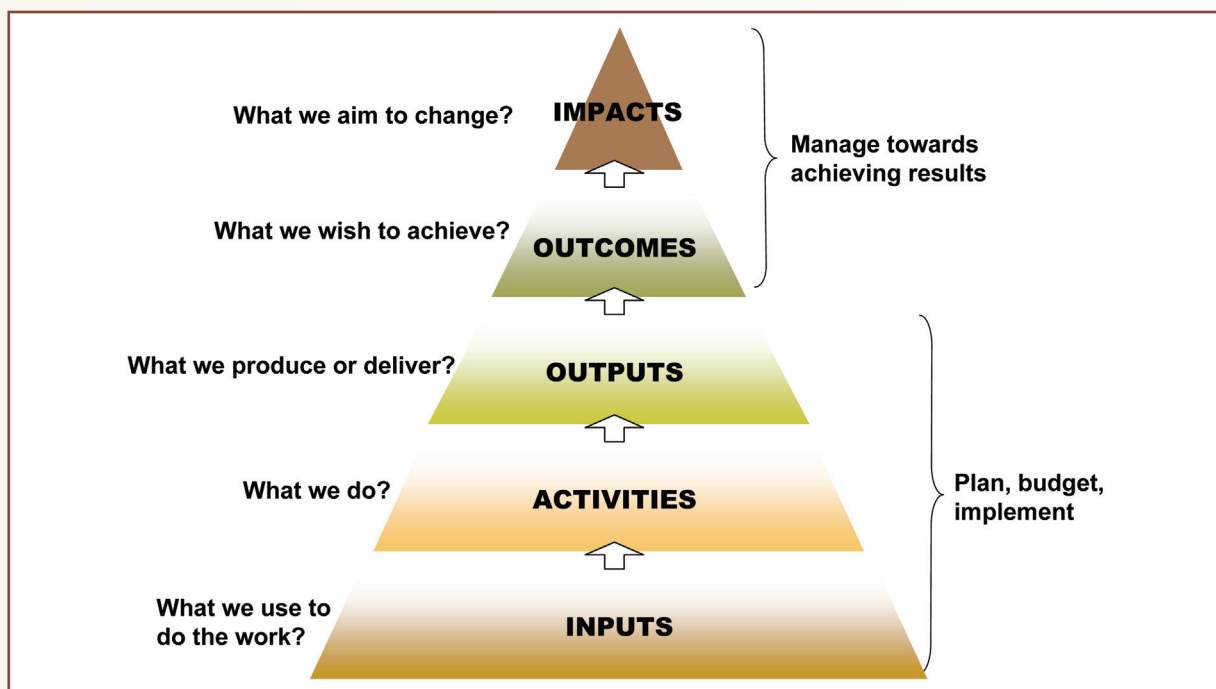 What we aim to change?
IMPACTS
Manage towards
achieving results
What we wish to achieve?
OUTCOMES
What we produce or deliver?
OUTPUTS
What we do?
ACTIVITIES
Plan, budget,
implement
What we use to
do the work?
INPUTS